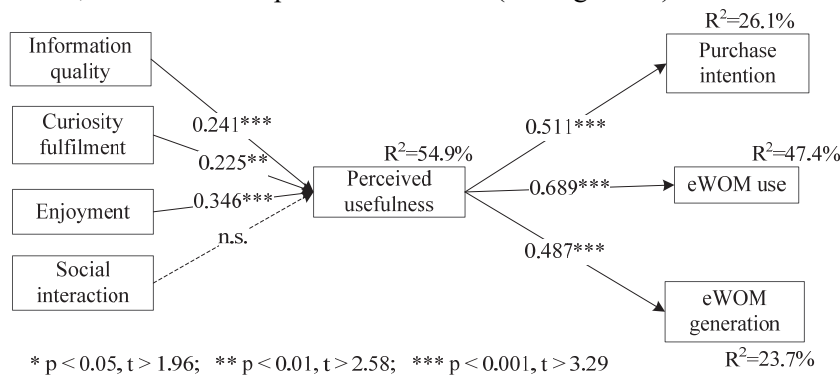 R²=26.1%
Information
quality
Purchase
intention
Curiosity
fulfilment
0.241***
0.511***
0.225**
R²=54.9%
R²=47.4%
Perceived
usefulness
0.689***
eWOM use
Enjoyment
0.346***
n.s.
0.487***
Social
interaction
eWOM
generation
R²=23.7%
* p < 0.05, t > 1.96; ** p < 0.01, t > 2.58; *** p < 0.001, t > 3.29